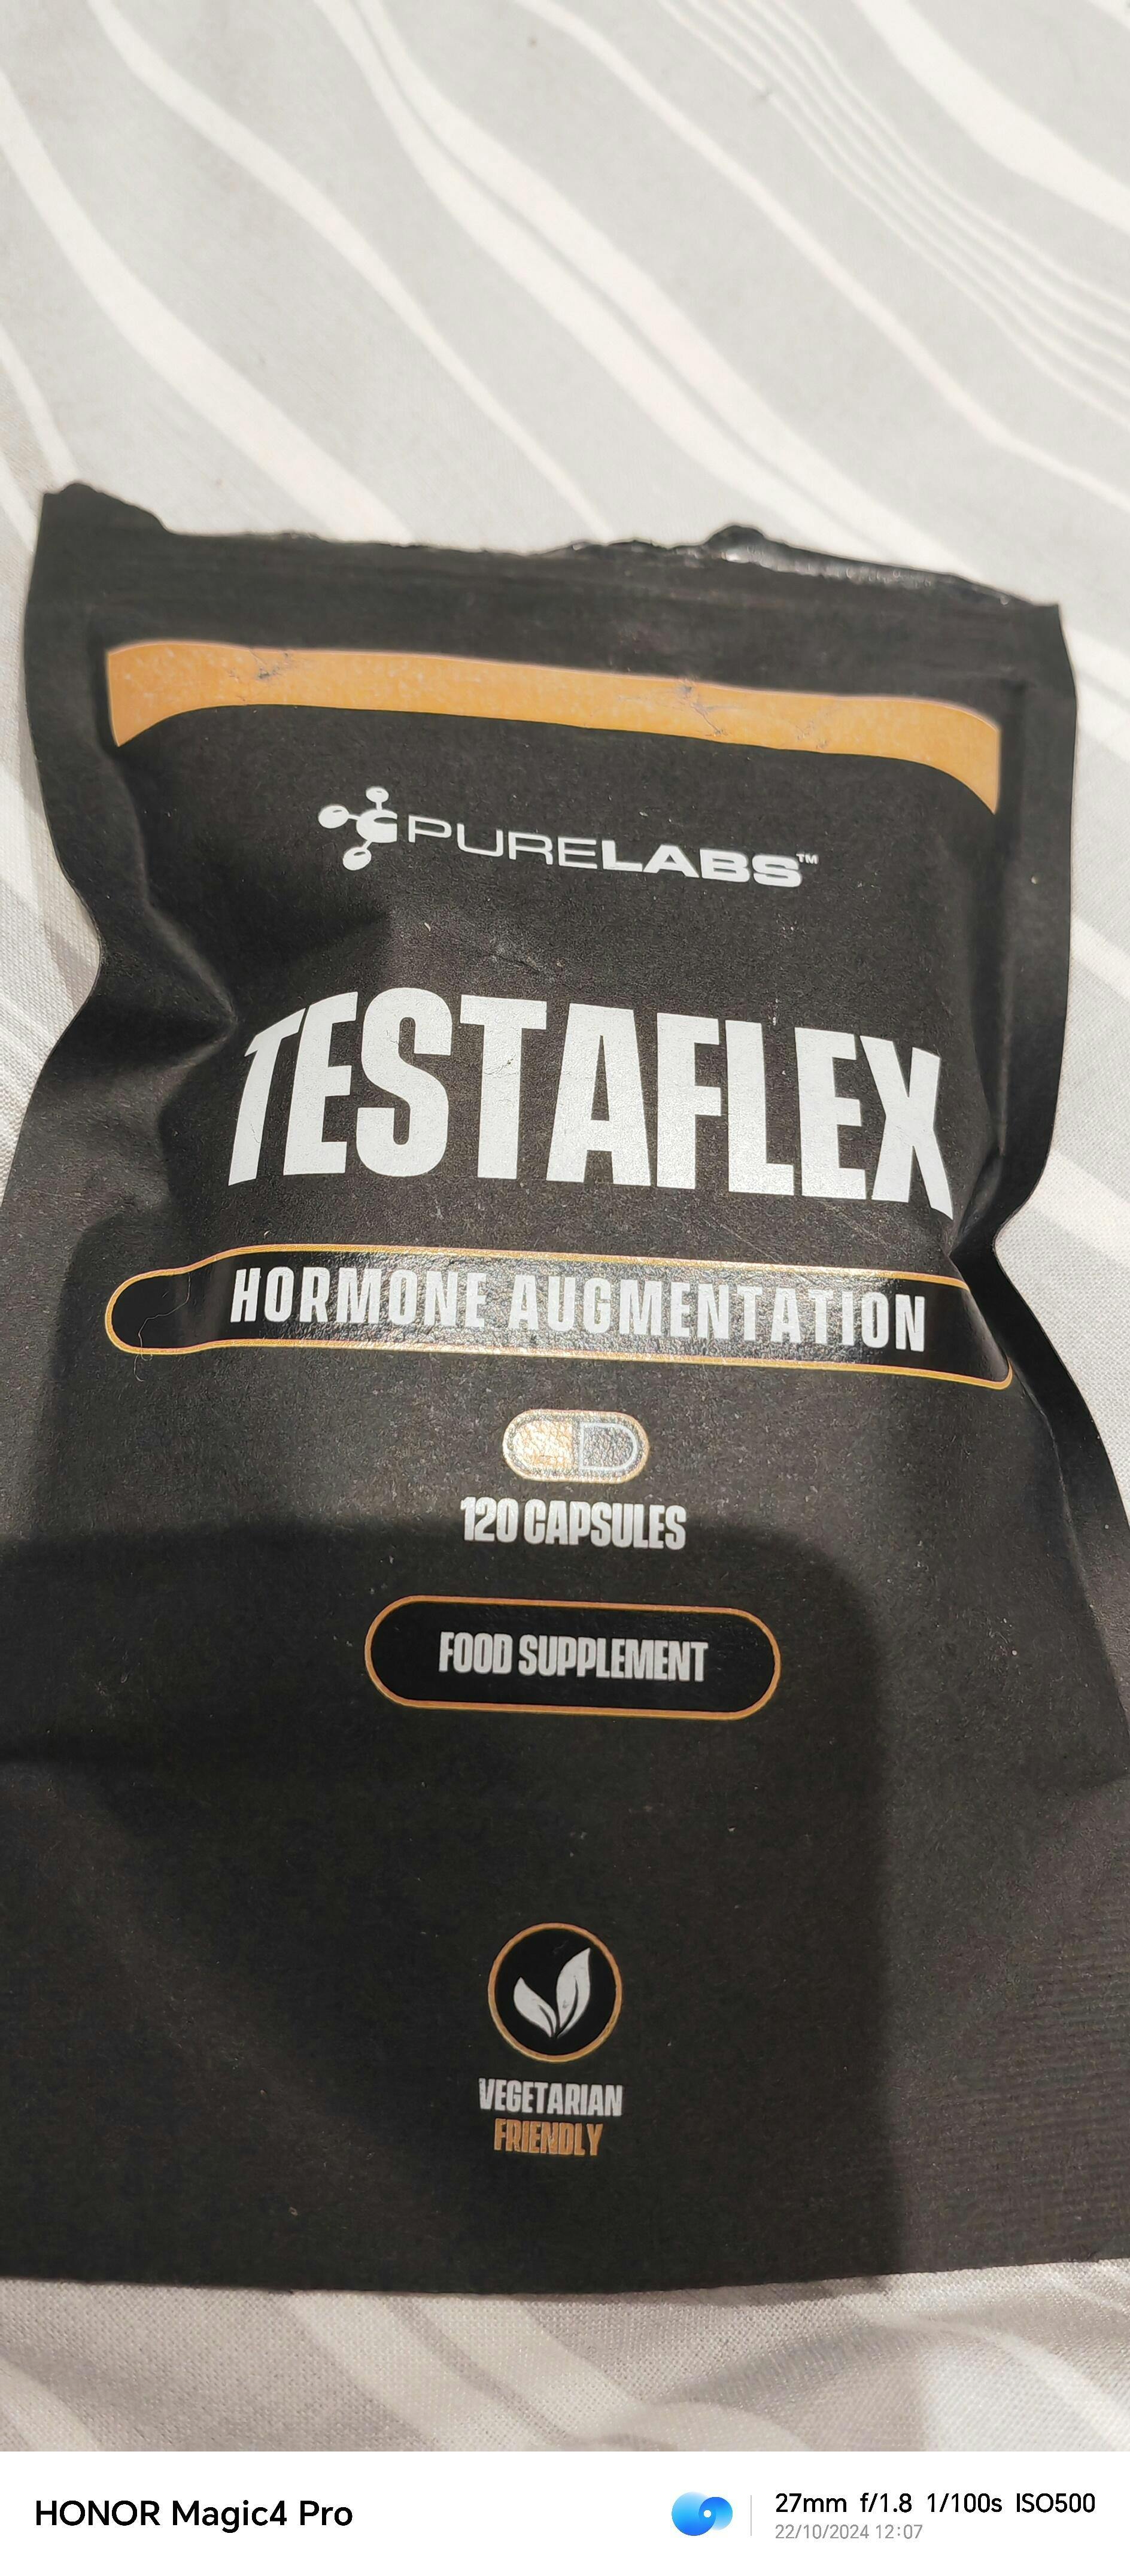 PURELABS™
TESTAFLEX
HORMONE AUGMENTATION
120 CAPSULES
FOOD SUPPLEMENT
VEGETARIAN
FRIENDLY
HONOR Magic4 Pro
27mm f/1.8 1/100s ISO500
22/10/2024 12:07